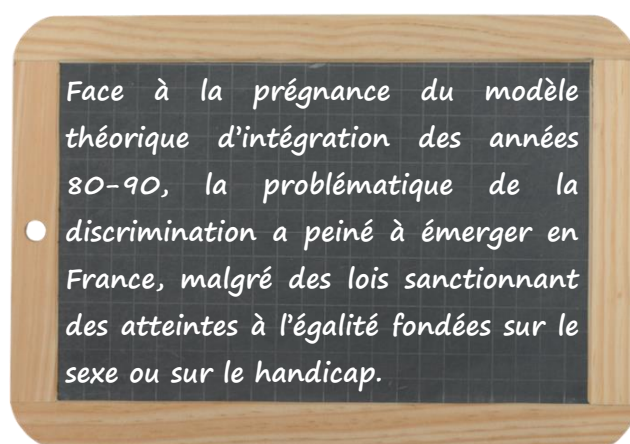 Face à la prégnance du modèle
théorique d'intégration des années
80-90, la problématique de la
discrimination a peiné à émerger en
France, malgré des lois sanctionnant
des atteintes à l'égalité fondées sur le
sexe ou sur le handicap.